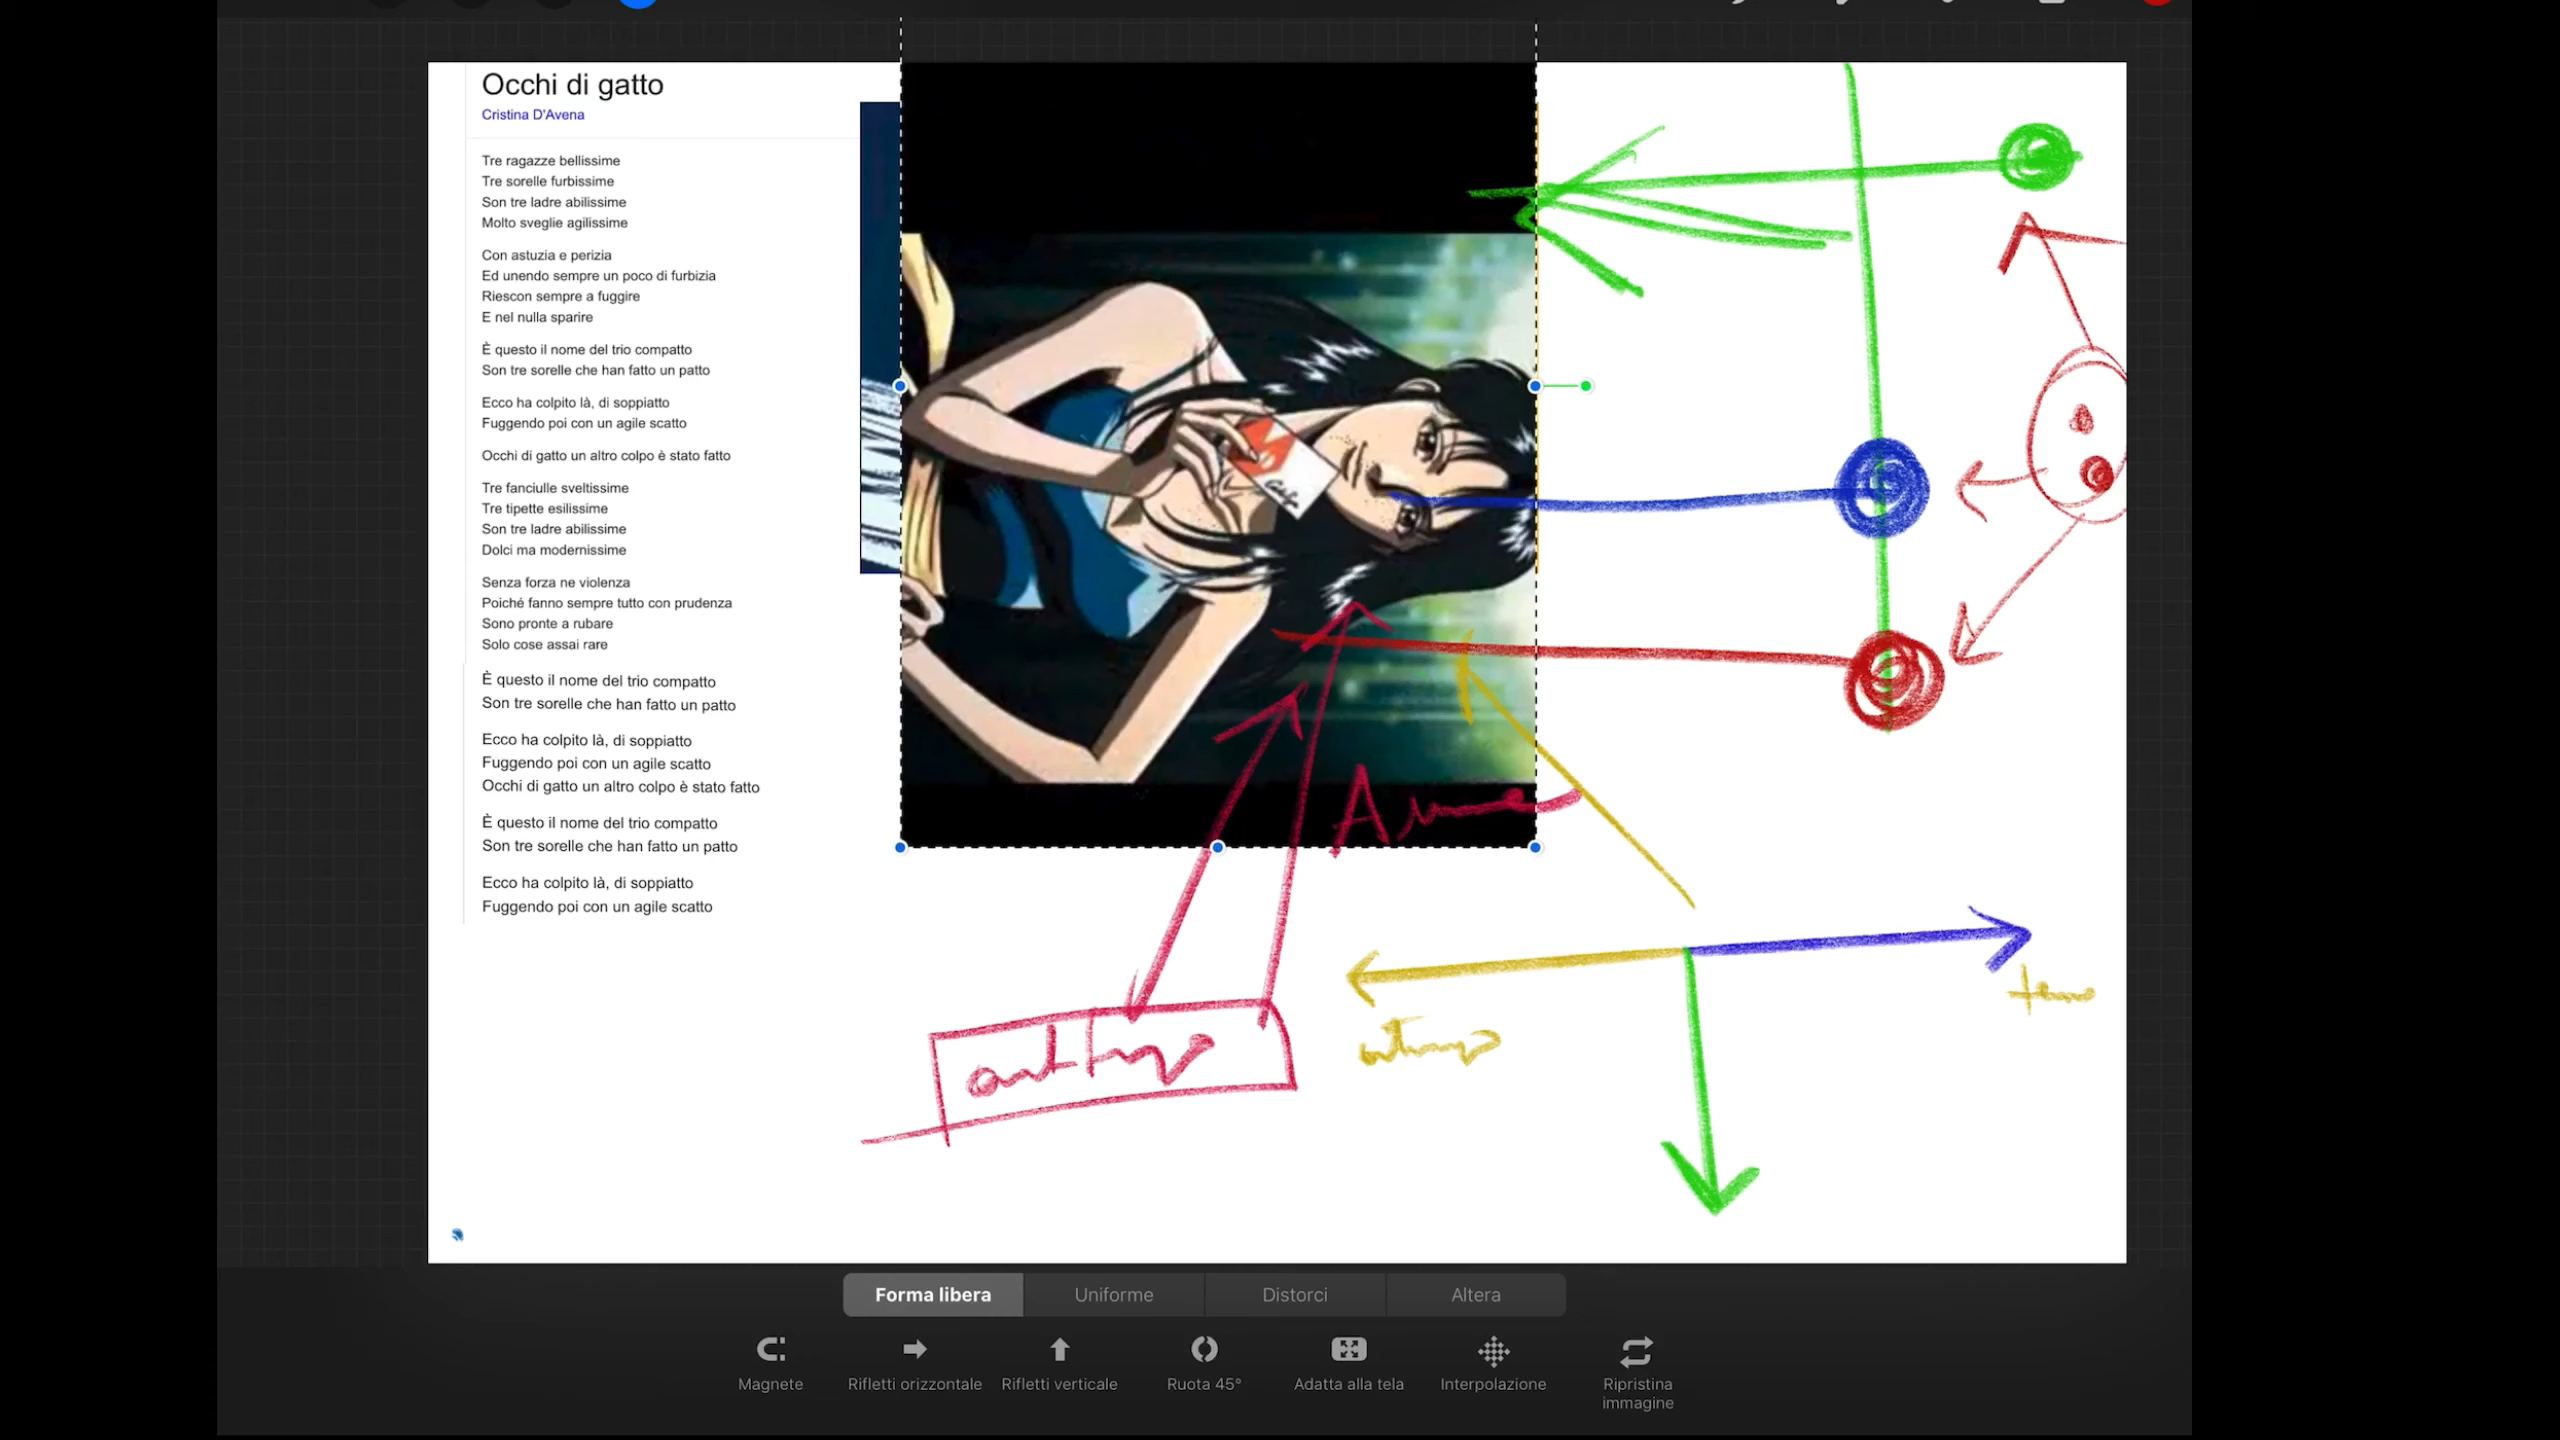 Occhi di gatto
Cristina D'Avena
Tre ragazze bellissime
Tre sorelle furbissime
Son tre ladre abilissime
Molto sveglie agilissime
Con astuzia e perizia
Ed unendo sempre un poco di furbizia
Riescon sempre a fuggire
E nel nulla sparire
È questo il nome del trio compatto
Son tre sorelle che han fatto un patto
Ecco ha colpito là, di soppiatto
Fuggendo poi con un agile scatto
Occhi di gatto un altro colpo è stato fatto
Tre fanciulle sveltissime
Tre tipette esilissime
Son tre ladre abilissime
Dolci ma modernissime
Senza forza ne violenza
Poiché fanno sempre tutto con prudenza
Sono pronte a rubare
Solo cose assai rare
È questo il nome del trio compatto
Son tre sorelle che han fatto un patto
Ecco ha colpito là, di soppiatto
Fuggendo poi con un agile scatto
Occhi di gatto un altro colpo è stato fatto
È questo il nome del trio compatto
Son tre sorelle che han fatto un patto
Ecco ha colpito là, di soppiatto
Fuggendo poi con un agile scatto
Forma libera
Uniforme
Distorci
Altera
Magnete
Rifletti orizzontale
Rifletti verticale
Ruota 45°
Adatta alla tela
Interpolazione
Ripristina
immagine